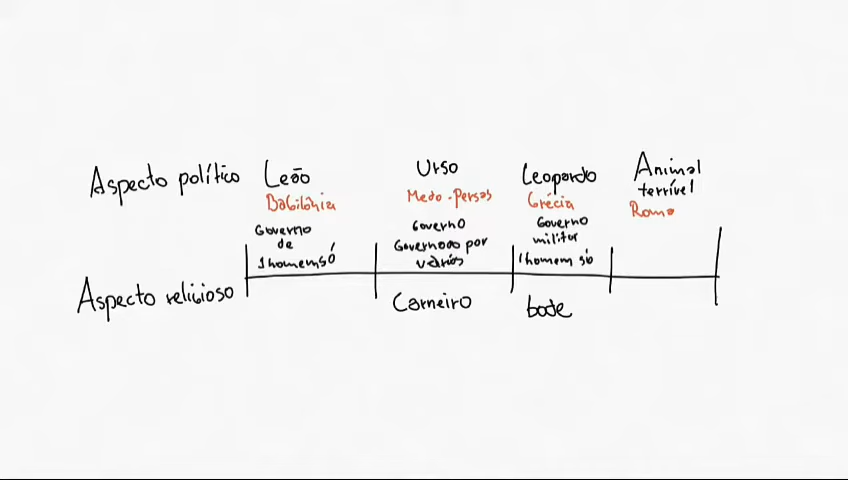 Aspecto político
Leão
Urso
Leopardo
Animal
terrível
Babilônia
Medo-Persas
Grécia
Roma
Governo
de
1 homem só
Governo
Governado por
vários
Governo
militar
1 homem só
Aspecto religioso
Carneiro
bode